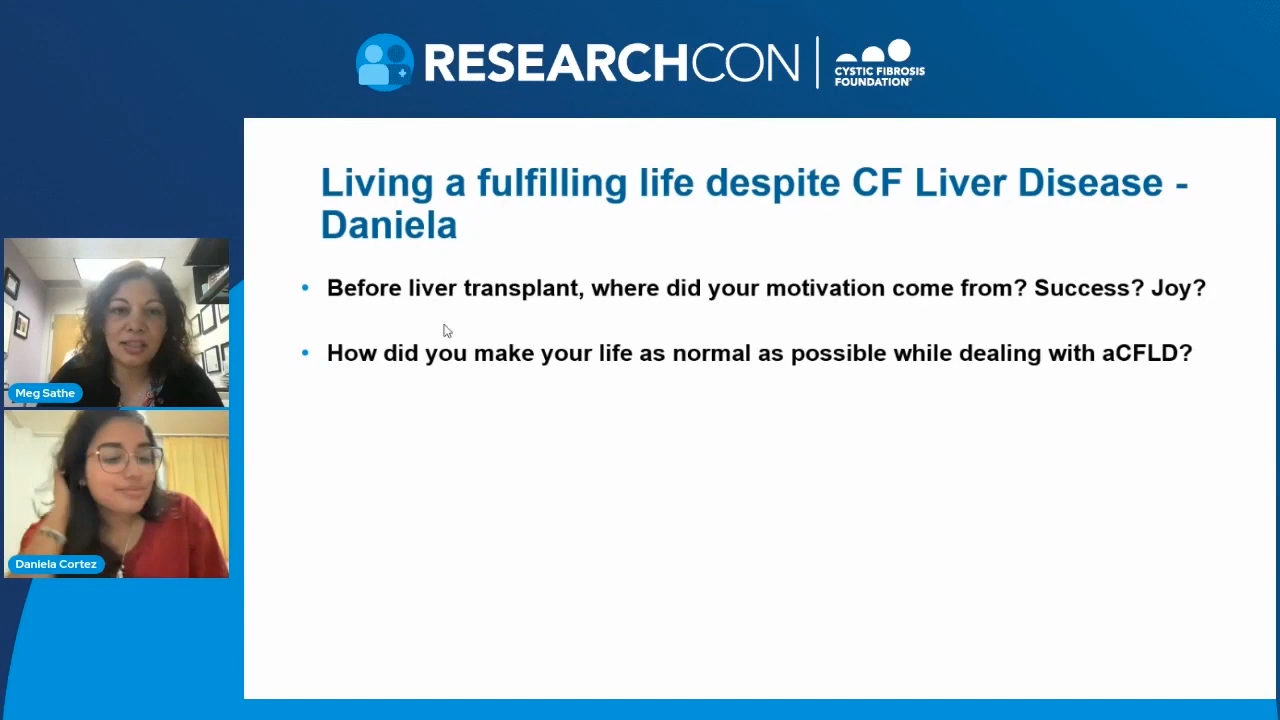 RESEARCHCON
CYSTIC FIBROSIS
FOUNDATION®
Living a fulfilling life despite CF Liver Disease -
Daniela
• Before liver transplant, where did your motivation come from? Success? Joy?
• How did you make your life as normal as possible while dealing with aCFLD?
Meg Sathe
Daniela Cortez